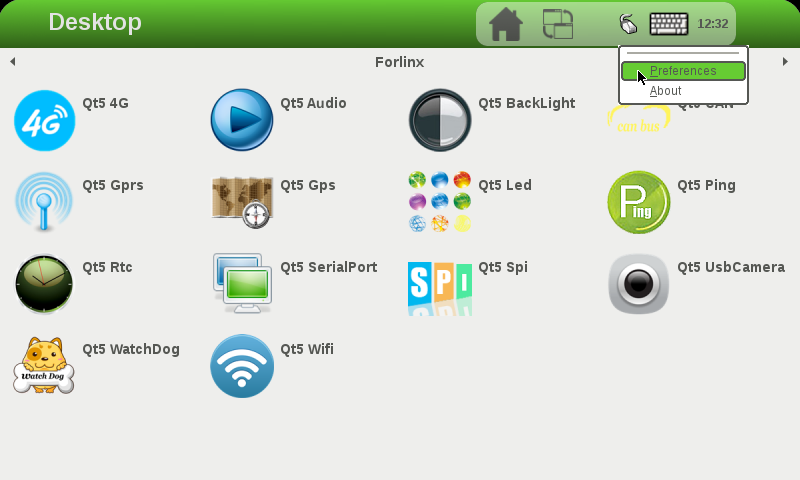 Desktop
12:32
Forlinx
Preferences
About
4G
Qt5 4G
Qt5 Audio
Qt5 BackLight
can bus
Qt5 CAN
Qt5 Gprs
Qt5 Gps
Qt5 Led
Ping
Qt5 Ping
Qt5 Rtc
Qt5 SerialPort
SPI
Qt5 Spi
Qt5 UsbCamera
Watch Dog
Qt5 WatchDog
Qt5 Wifi